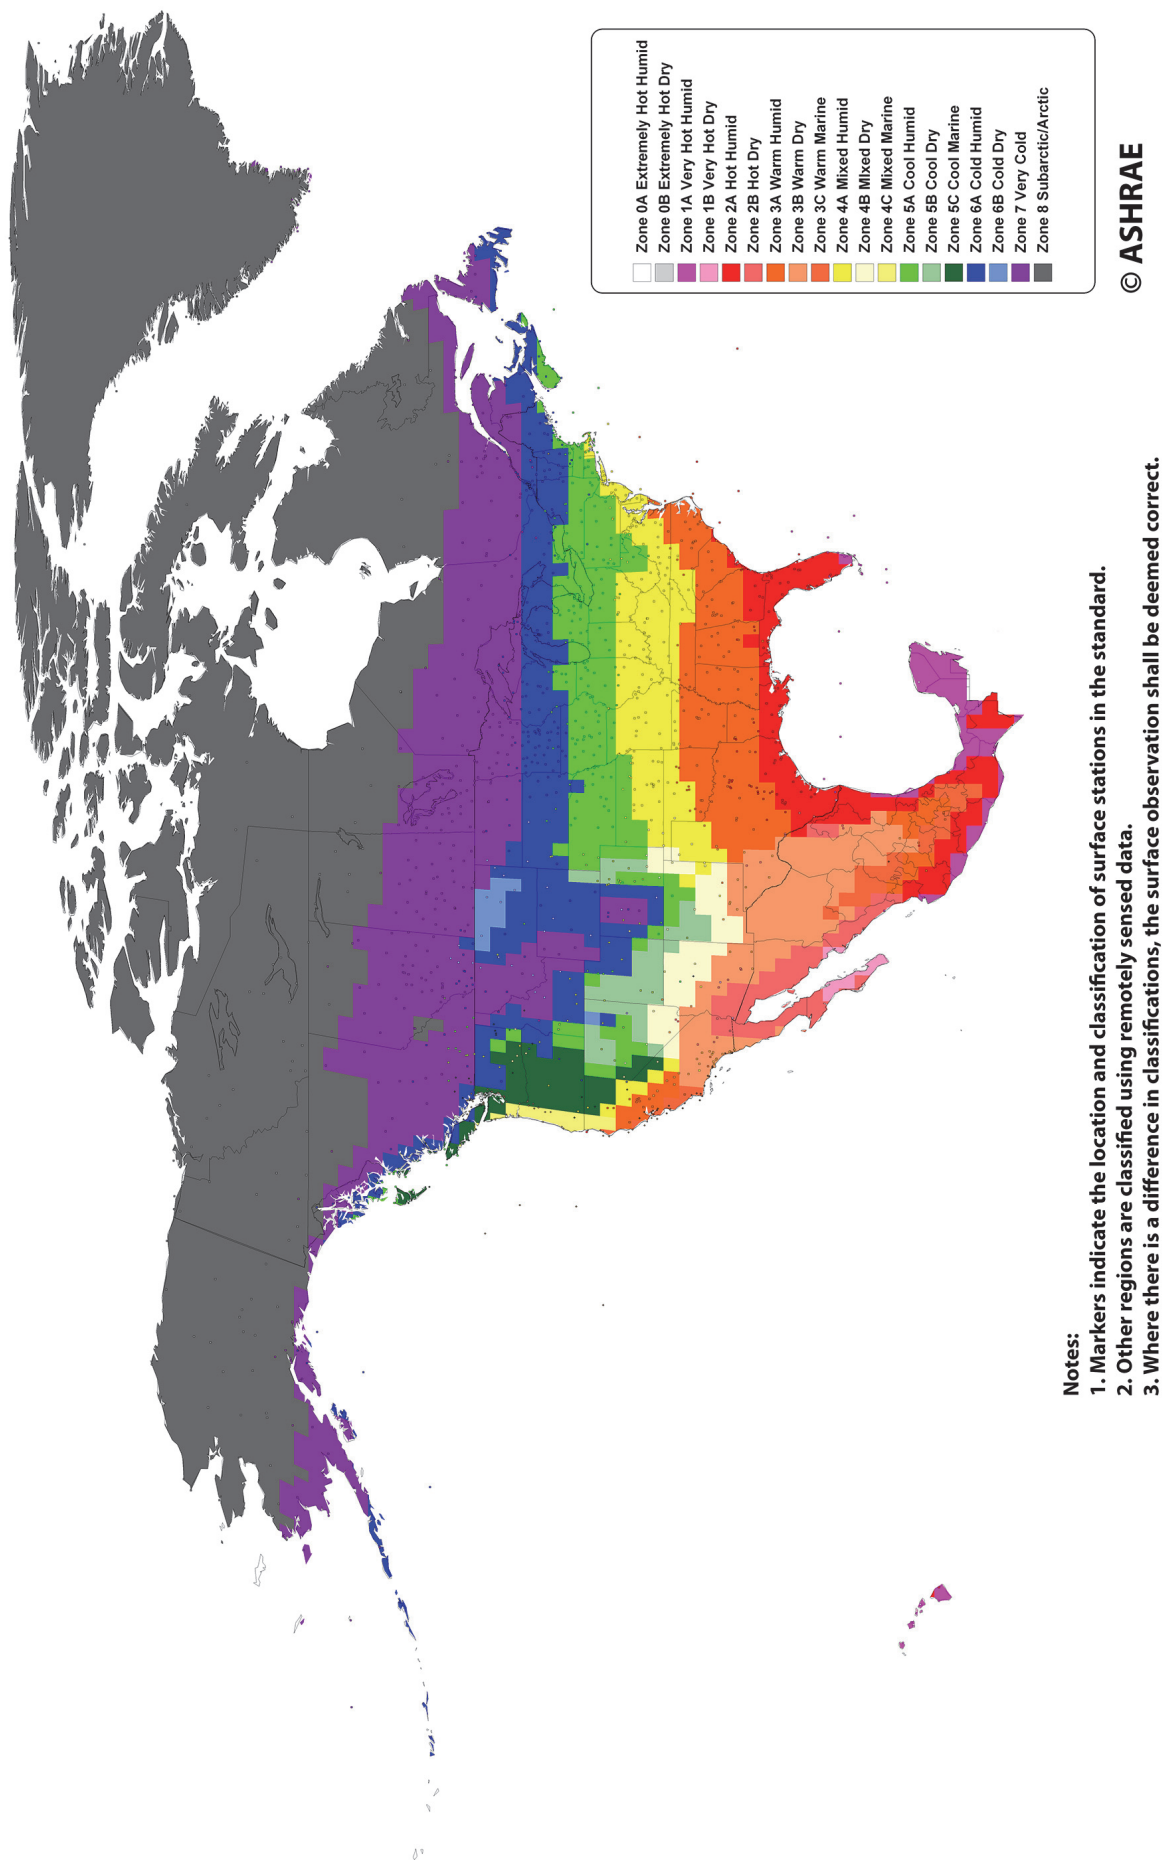 Zone 0A Extremely Hot Humid
Zone 0B Extremely Hot Dry
Zone 1A Very Hot Humid
Zone 1B Very Hot Dry
Zone 2A Hot Humid
Zone 2B Hot Dry
Zone 3A Warm Humid
Zone 3B Warm Dry
Zone 3C Warm Marine
Zone 4A Mixed Humid
Zone 4B Mixed Dry
Zone 4C Mixed Marine
Zone 5A Cool Humid
Zone 5B Cool Dry
Zone 5C Cool Marine
Zone 6A Cold Humid
Zone 6B Cold Dry
Zone 7 Very Cold
Zone 8 Subarctic/Arctic
© ASHRAE
Notes:
1. Markers indicate the location and classification of surface stations in the standard.
2. Other regions are classified using remotely sensed data.
3. Where there is a difference in classifications, the surface observation shall be deemed correct.